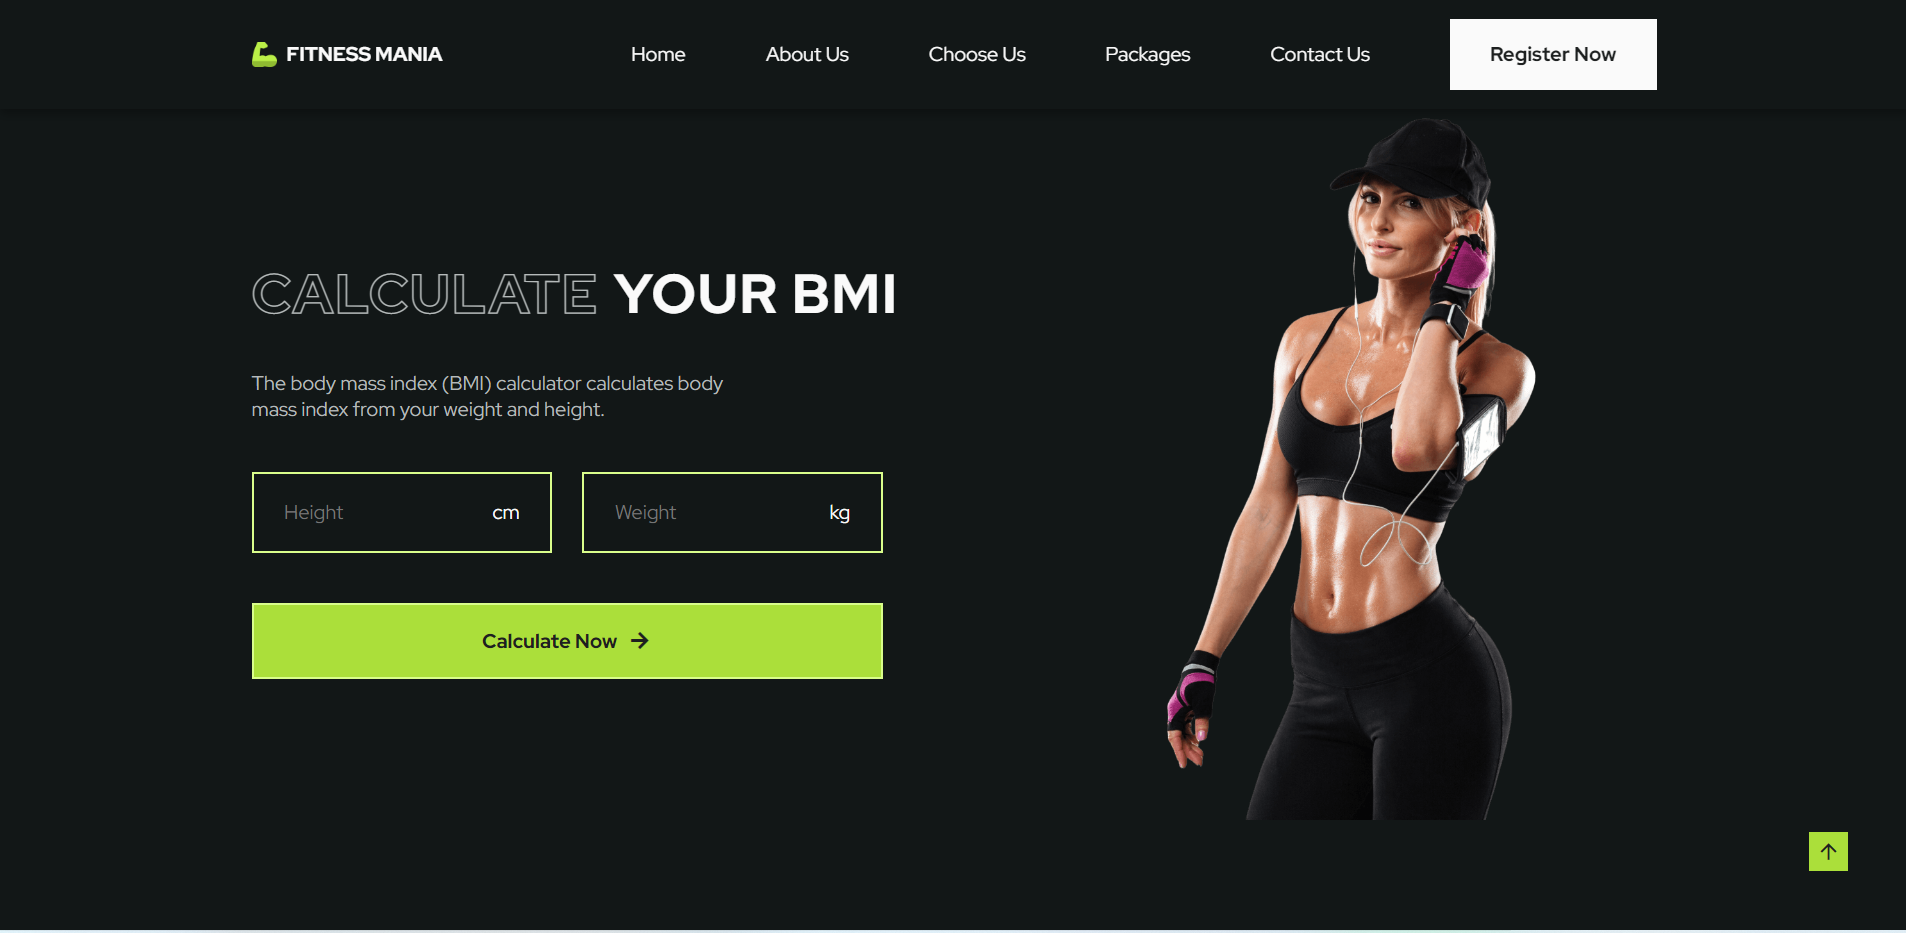 FITNESS MANIA
Home
About Us
Choose Us
Packages
Contact Us
Register Now
CALCULATE YOUR BMI
The body mass index (BMI) calculator calculates body
mass index from your weight and height.
Height cm
Weight kg
Calculate Now